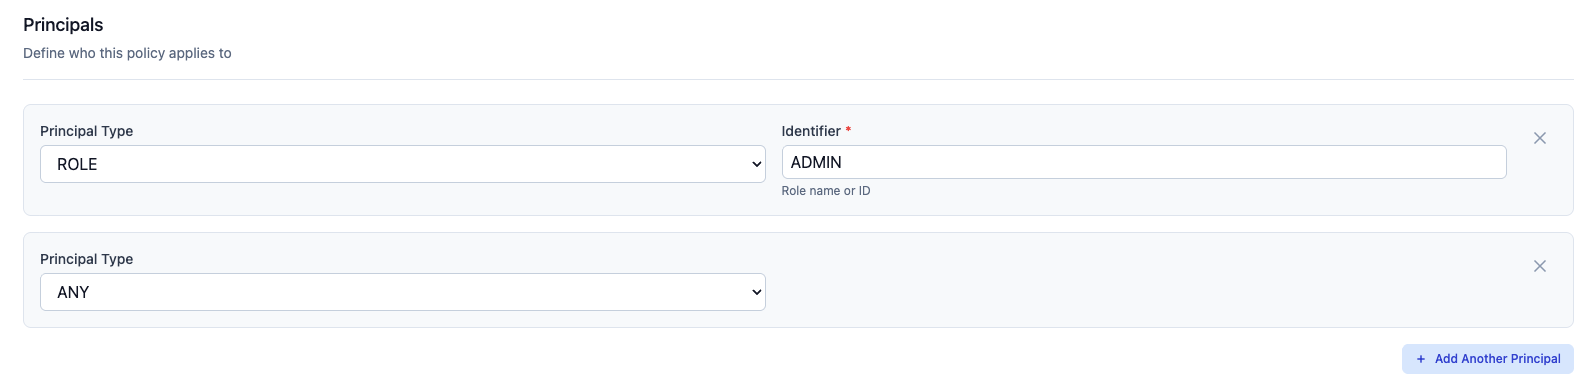 Principals
Define who this policy applies to
Principal Type
ROLE
Identifier *
ADMIN
Role name or ID
Principal Type
ANY
+ Add Another Principal